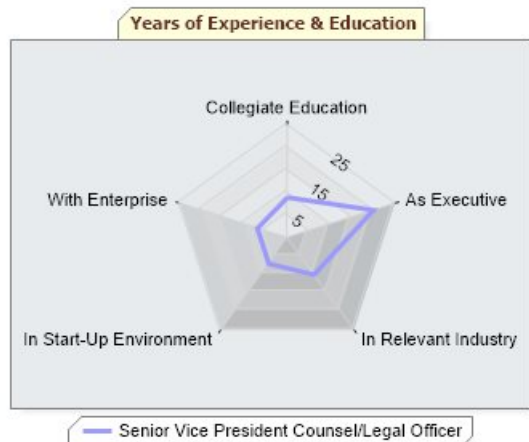 Years of Experience & Education
Collegiate Education
25
With Enterprise
15
As Executive
5
In Start-Up Environment
In Relevant Industry
Senior Vice President Counsel/Legal Officer